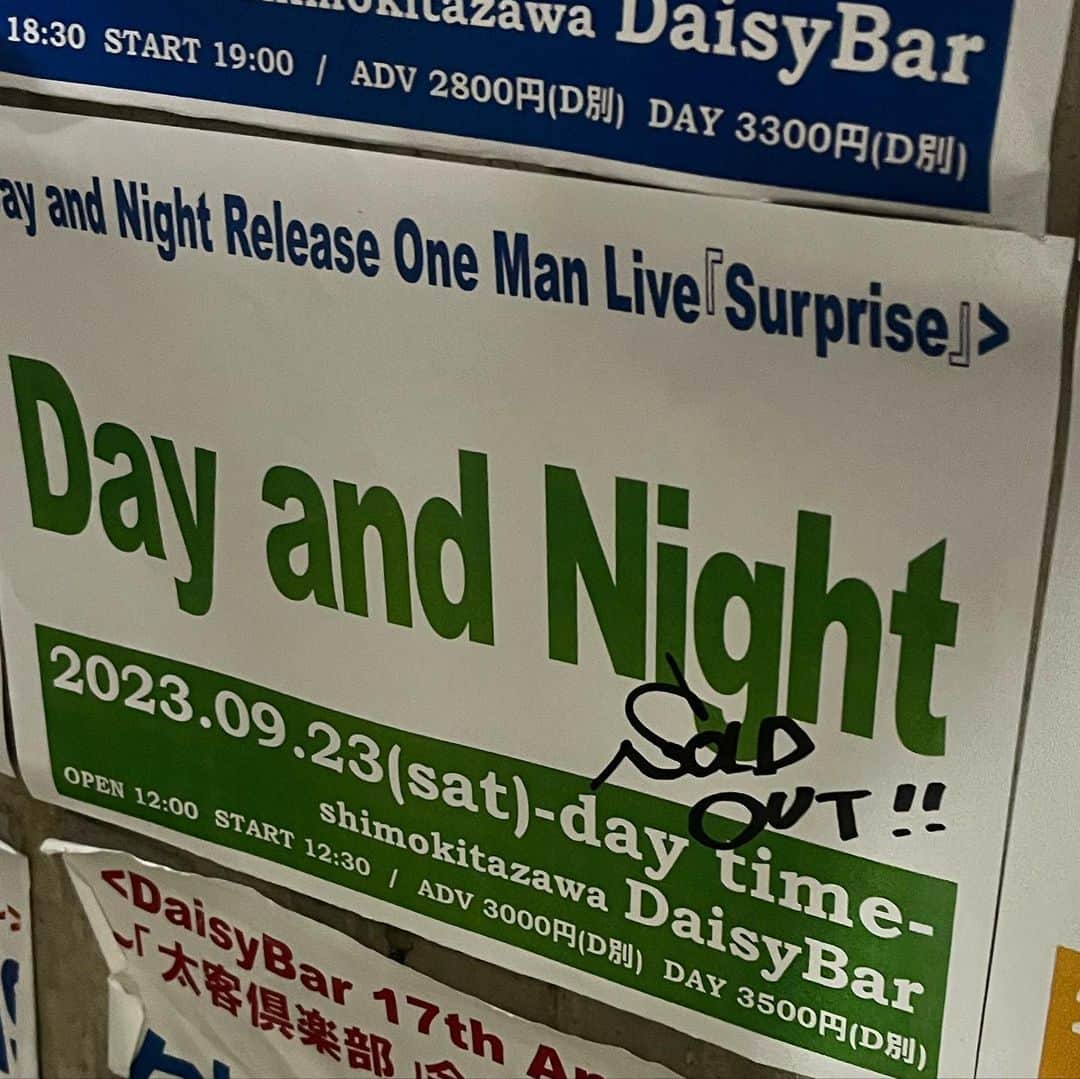 shimokitazawa DaisyBar
18:30 START 19:00 / ADV 2800円(D別) DAY 3300円(D別)
ay and Night Release One Man Live『Surprise』>
Day and Night
SOLD
OUT!!
2023.09.23(sat)-day time-
shimokitazawa DaisyBar
OPEN 12:00 START 12:30 / ADV 3000円(D別) DAY 3500円(D別)
<DaisyBar 17th An
「太客倶楽部」